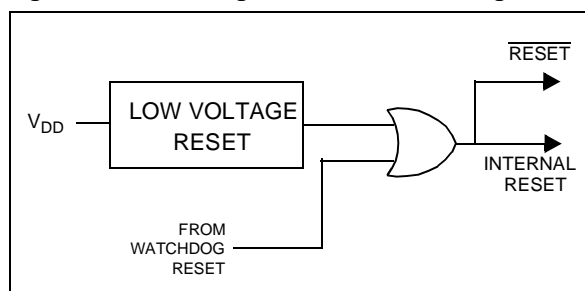 RESET
V_DD
LOW VOLTAGE
RESET
INTERNAL
RESET
FROM
WATCHDOG
RESET